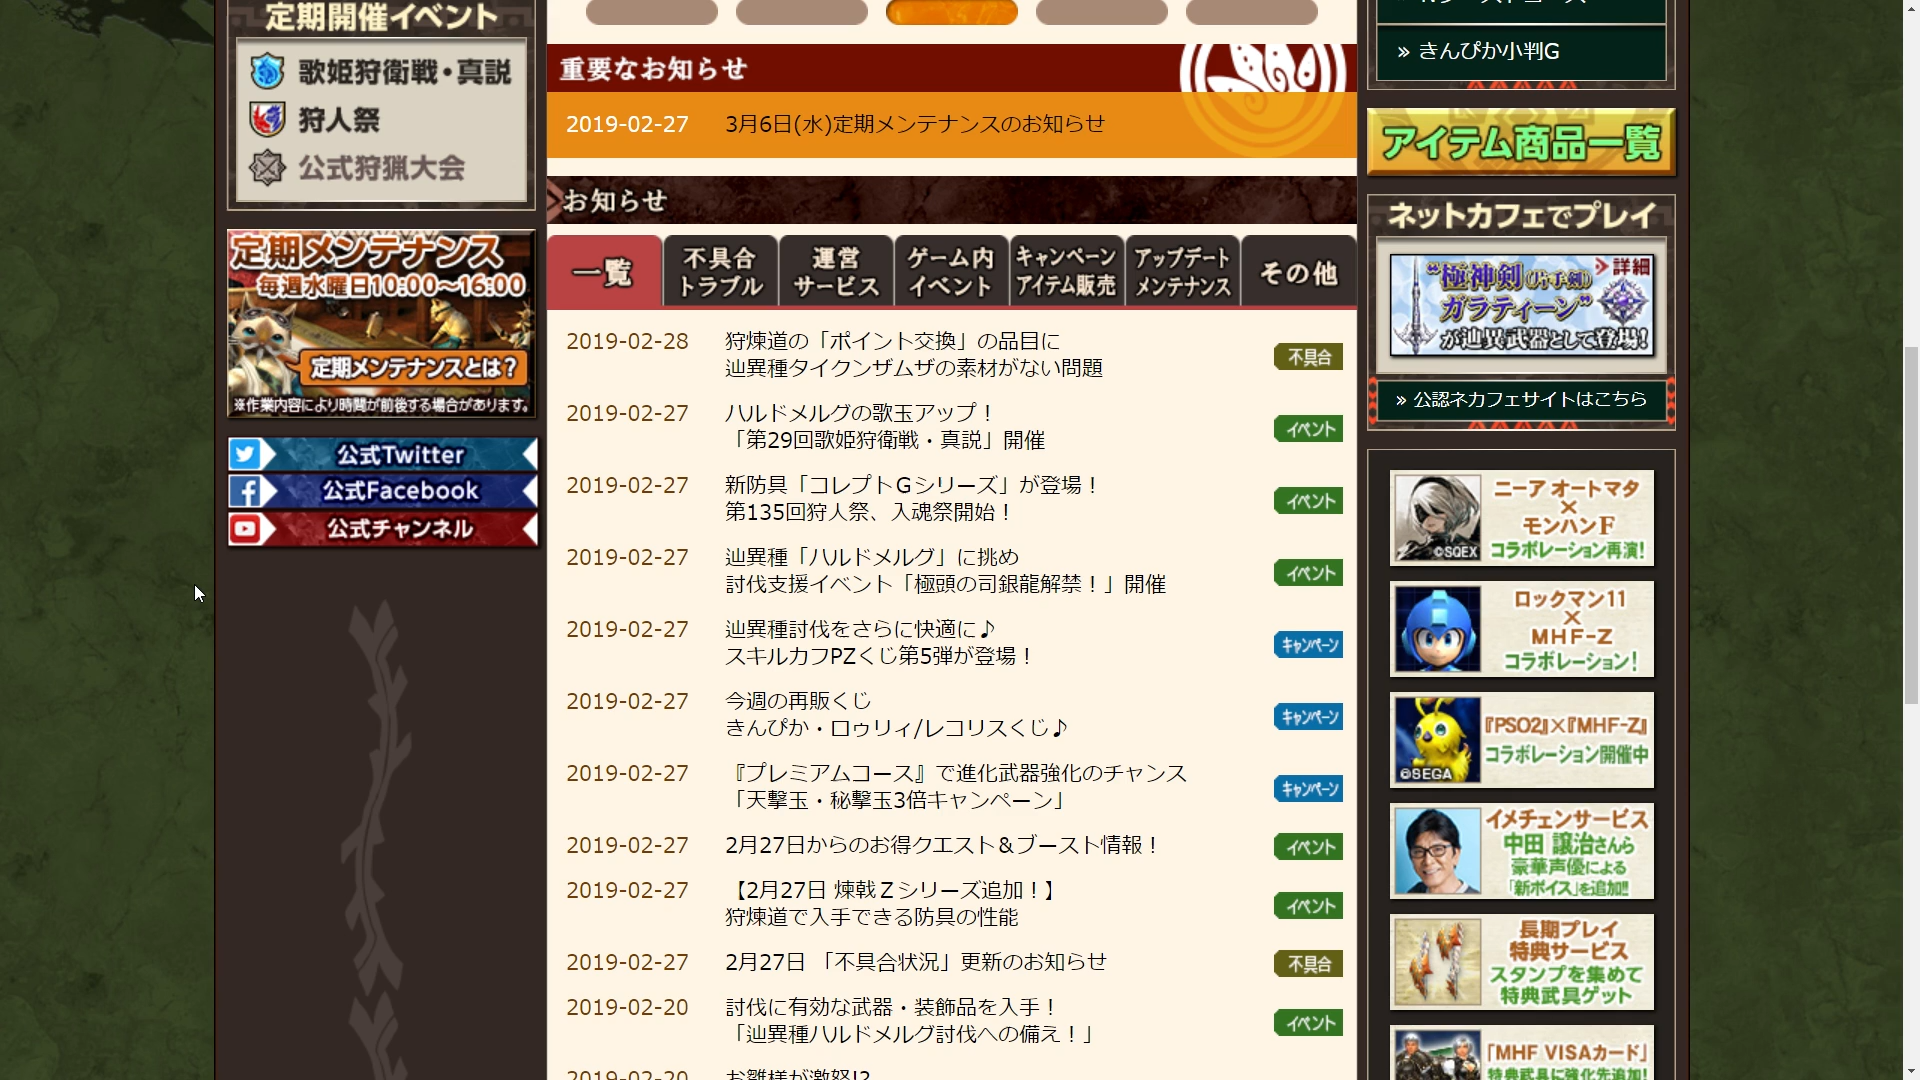 定期開催イベント
歌姫狩衛戦・真説
狩人祭
公式狩猟大会
定期メンテナンス
毎週水曜日10:00～16:00
定期メンテナンスとは？
※作業内容により時間が前後する場合があります。
公式Twitter
公式Facebook
公式チャンネル
重要なお知らせ
2019-02-27 3月6日(水)定期メンテナンスのお知らせ
お知らせ
一覧
不具合
トラブル
運営
サービス
ゲーム内
イベント
キャンペーン
アイテム販売
アップデート
メンテナンス
その他
2019-02-28 狩煉道の「ポイント交換」の品目に
辿異種タイクンザムザの素材がない問題
不具合
2019-02-27 ハルドメルグの歌玉アップ！
「第29回歌姫狩衛戦・真説」開催
イベント
2019-02-27 新防具「コレプトＧシリーズ」が登場！
第135回狩人祭、入魂祭開始！
イベント
2019-02-27 辿異種「ハルドメルグ」に挑め
討伐支援イベント「極頭の司銀龍解禁！」開催
イベント
2019-02-27 辿異種討伐をさらに快適に♪
スキルカフPZくじ第5弾が登場！
キャンペーン
2019-02-27 今週の再販くじ
きんぴか・ロゥリィ/レコリスくじ♪
キャンペーン
2019-02-27 『プレミアムコース』で進化武器強化のチャンス
「天撃玉・秘撃玉3倍キャンペーン」
キャンペーン
2019-02-27 2月27日からのお得クエスト＆ブースト情報！
イベント
2019-02-27 【2月27日 煉戟Ｚシリーズ追加！】
狩煉道で入手できる防具の性能
イベント
2019-02-27 2月27日 「不具合状況」更新のお知らせ
不具合
2019-02-20 討伐に有効な武器・装飾品を入手！
「辿異種ハルドメルグ討伐への備え！」
イベント
2019-02-20 お雛様が激怒!?
» きんぴか小判G
アイテム商品一覧
ネットカフェでプレイ
“極神剣(片手剣)
詳細
ガラティーン”
が辿異武器として登場!
» 公認ネカフェサイトはこちら
ニーア オートマタ
×
モンハンF
コラボレーション再演!
©SQEX
ロックマン11
×
MHF-Z
コラボレーション!
『PSO2』×『MHF-Z』
コラボレーション開催中
©SEGA
イメチェンサービス
中田 譲治さんら
豪華声優による
「新ボイス」を追加!!
長期プレイ
特典サービス
スタンプを集めて
特典武具ゲット
「MHF VISAカード」
特典武具に強化先追加!